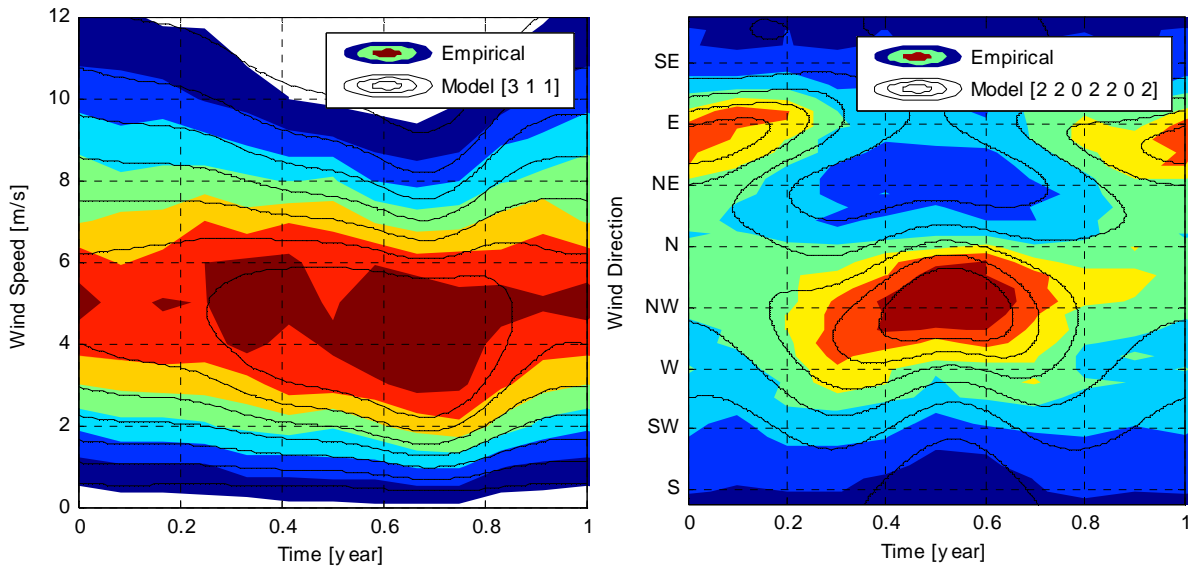 12
10
8
6
4
2
0
Wind Speed [m/s]
0
0.2
0.4
0.6
0.8
1
Time [year]
Empirical
Model [3 1 1]
SE
E
NE
N
NW
W
SW
S
Wind Direction
0
0.2
0.4
0.6
0.8
1
Time [year]
Empirical
Model [2 2 0 2 2 0 2]